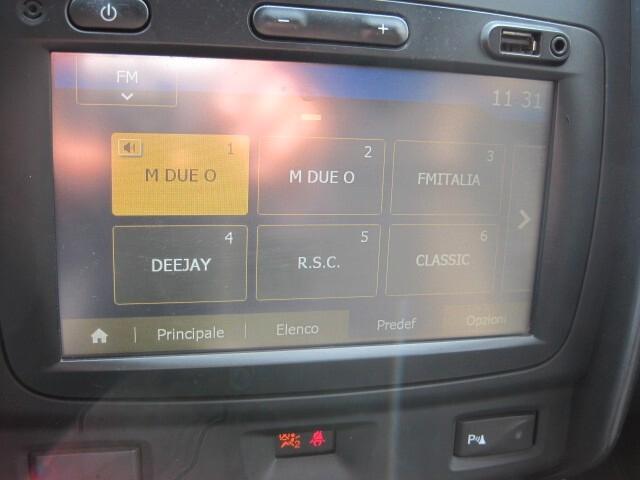 FM
11 31
1
M DUE O
2
M DUE O
3
FMITALIA
4
DEEJAY
5
R.S.C.
6
CLASSIC
Principale
Elenco
Predef
Opzioni
P